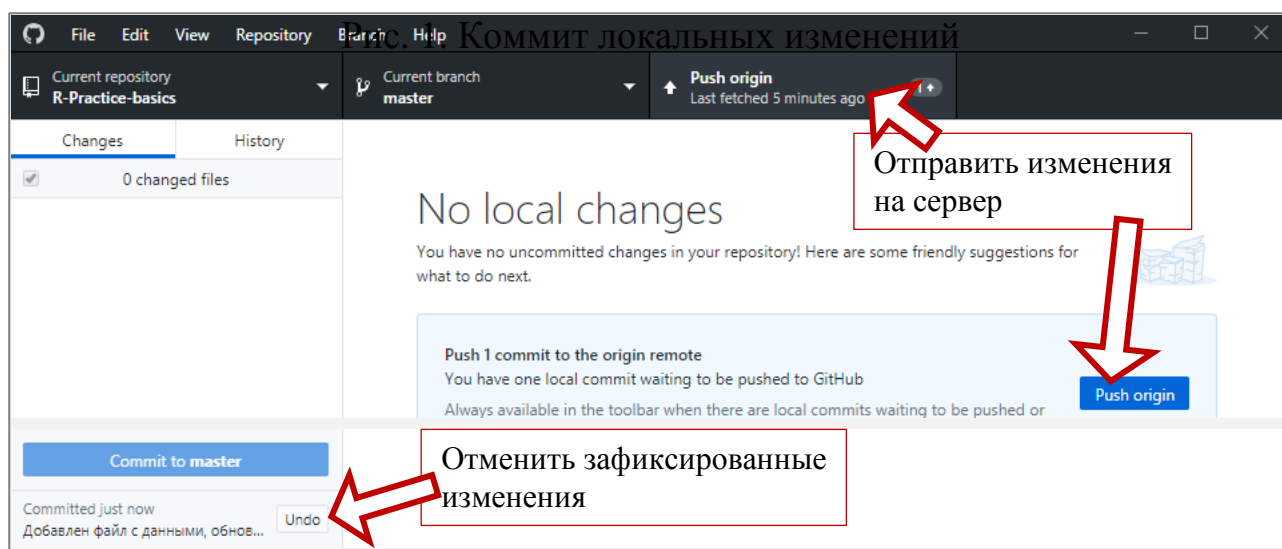 File Edit View Repository Branch Help
Рис. 1. Коммит локальных изменений
Current repository
R-Practice-basics
Current branch
master
Push origin
Last fetched 5 minutes ago
Changes History
0 changed files
Отправить изменения
на сервер
No local changes
You have no uncommitted changes in your repository! Here are some friendly suggestions for
what to do next.
Push 1 commit to the origin remote
You have one local commit waiting to be pushed to GitHub
Always available in the toolbar when there are local commits waiting to be pushed or
Push origin
Commit to master
Отменить зафиксированные
изменения
Committed just now
Добавлен файл с данными, обнов...
Undo